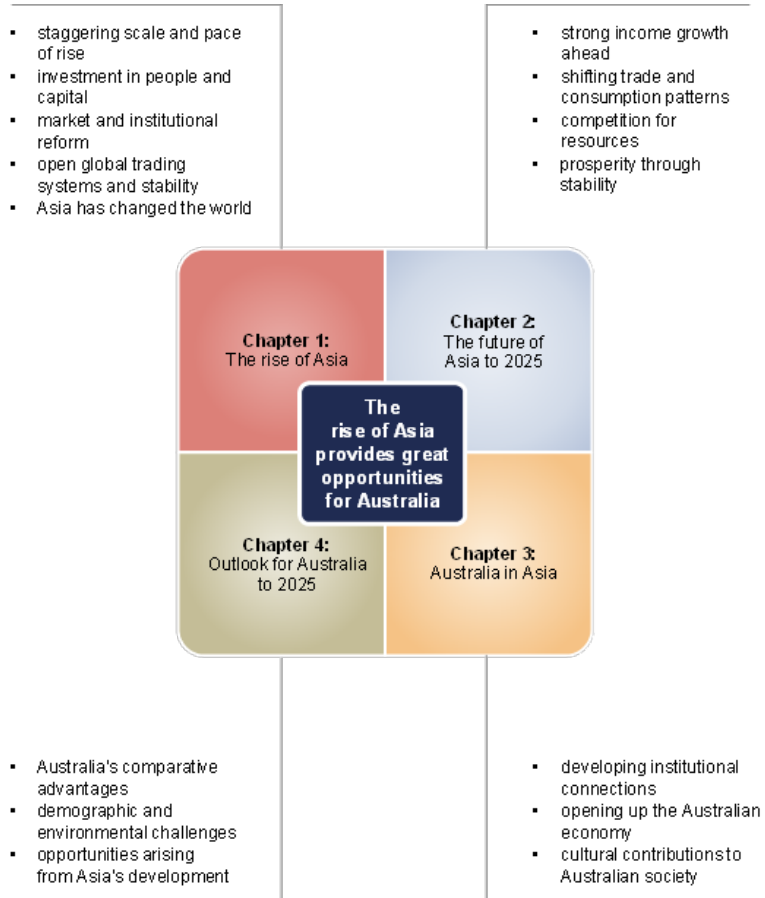 ▪ staggering scale and pace
of rise
▪ investment in people and
capital
▪ market and institutional
reform
▪ open global trading
systems and stability
▪ Asia has changed the world
▪ strong income growth
ahead
▪ shifting trade and
consumption patterns
▪ competition for
resources
▪ prosperity through
stability
Chapter 1:
The rise of Asia
Chapter 2:
The future of
Asia to 2025
The
rise of Asia
provides great
opportunities
for Australia
Chapter 4:
Outlook for Australia
to 2025
Chapter 3:
Australia in Asia
▪ Australia's comparative
advantages
▪ demographic and
environmental challenges
▪ opportunities arising
from Asia's development
▪ developing institutional
connections
▪ opening up the Australian
economy
▪ cultural contributions to
Australian society